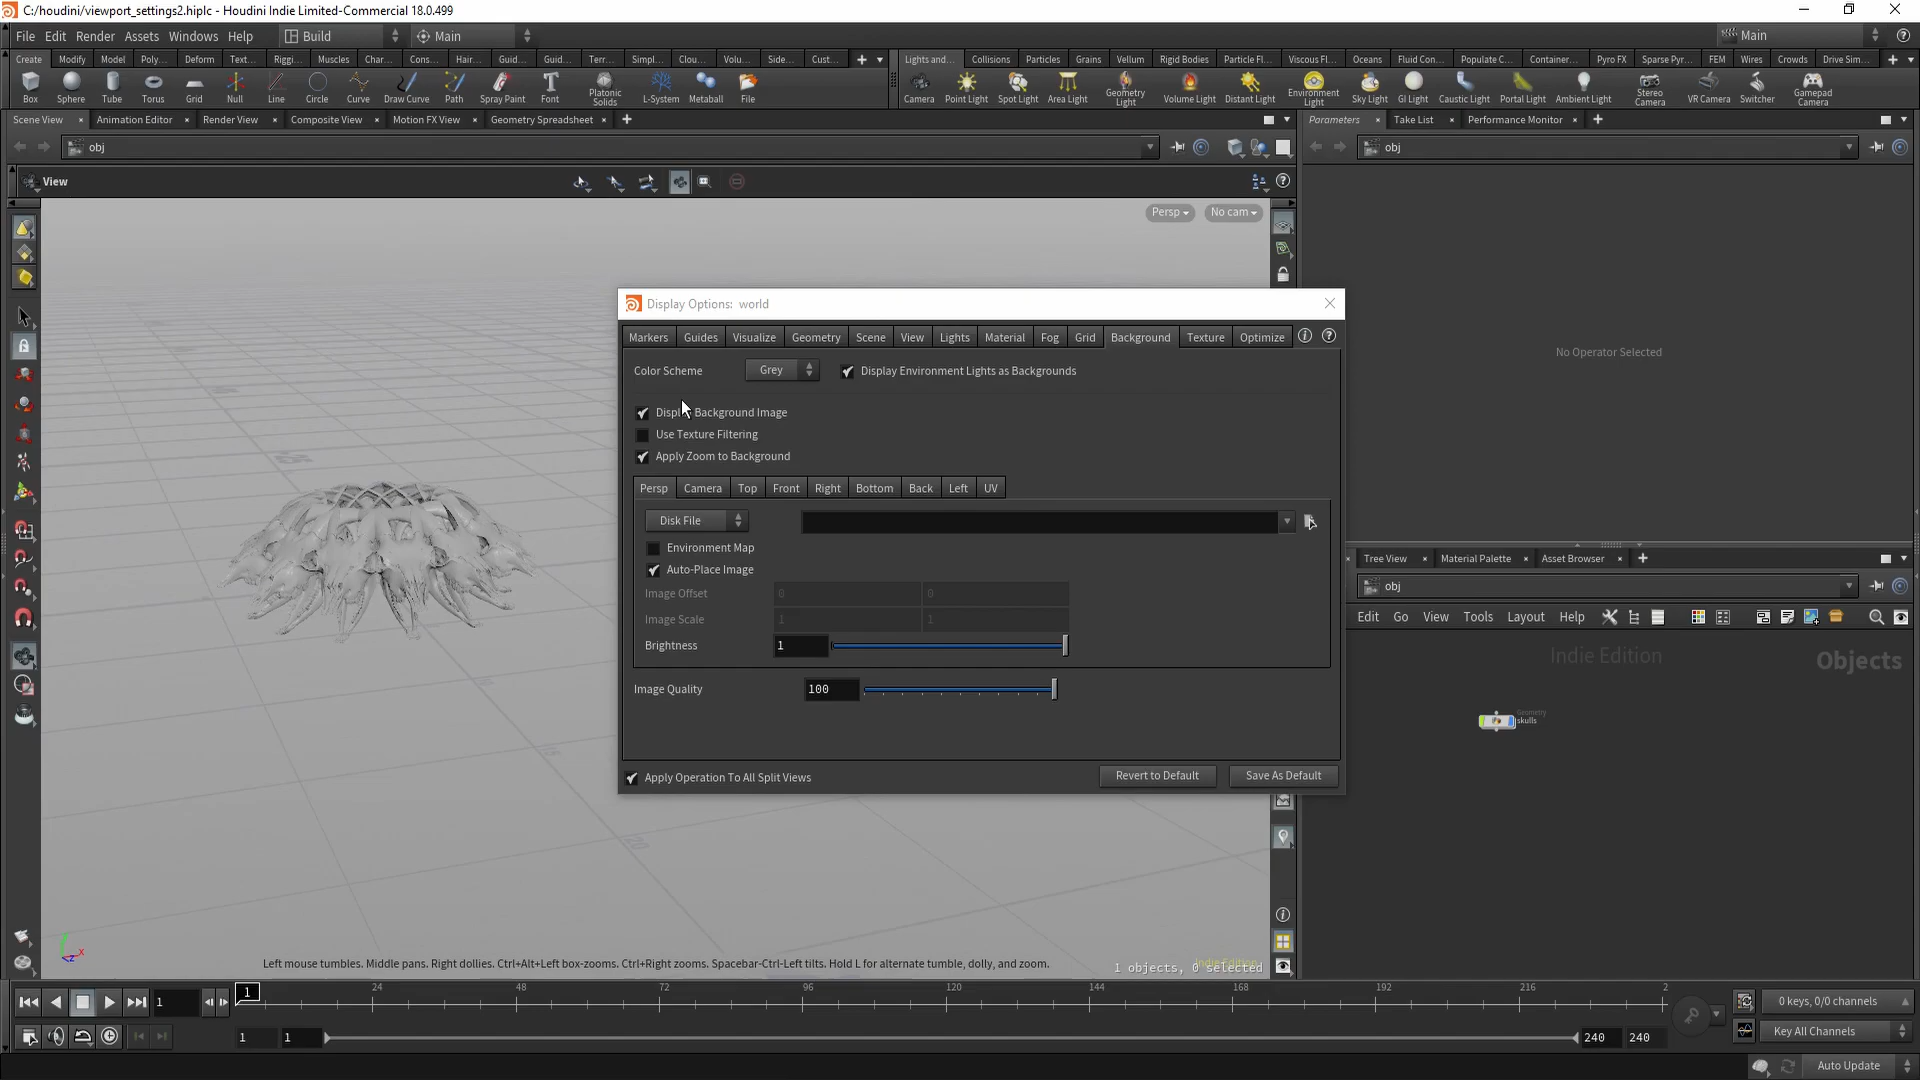 C:/houdini/viewport_settings2.hiplc - Houdini Indie Limited-Commercial 18.0.499
File Edit Render Assets Windows Help Build Main Main
Create Modify Model Poly... Deform Text... Riggi... Muscles Char... Cons... Hair... Guid... Guid... Terr... Simpl... Clou... Volu... Side... Cust...
Lights and... Collisions Particles Grains Vellum Rigid Bodies Particle Fl... Viscous Fl... Oceans Fluid Con... Populate C... Container... Pyro FX Sparse Pyr... FEM Wires Crowds Drive Sim...
Box Sphere Tube Torus Grid Null Line Circle Curve Draw Curve Path Spray Paint Font Platonic Solids L-System Metaball File
Camera Point Light Spot Light Area Light Geometry Light Volume Light Distant Light Environment Light Sky Light GI Light Caustic Light Portal Light Ambient Light Stereo Camera VR Camera Switcher Gamepad Camera
Scene View Animation Editor Render View Composite View Motion FX View Geometry Spreadsheet
Parameters Take List Performance Monitor
obj
obj
View
Persp No cam
No Operator Selected
Display Options: world
Markers Guides Visualize Geometry Scene View Lights Material Fog Grid Background Texture Optimize
Color Scheme Grey Display Environment Lights as Backgrounds
Display Background Image
Use Texture Filtering
Apply Zoom to Background
Persp Camera Top Front Right Bottom Back Left UV
Disk File
Environment Map
Auto-Place Image
Image Offset 0 0
Image Scale 1 1
Brightness 1
Image Quality 100
Apply Operation To All Split Views Revert to Default Save As Default
Tree View Material Palette Asset Browser
obj
Edit Go View Tools Layout Help
Indie Edition Objects
Geometry
skulls
Left mouse tumbles. Middle pans. Right dollies. Ctrl+Alt+Left box-zooms. Ctrl+Right zooms. Spacebar-Ctrl-Left tilts. Hold L for alternate tumble, dolly, and zoom.
Indie Edition
1 objects, 0 selected
1 1 24 48 72 96 120 144 168 192 216 2
0 keys, 0/0 channels
1 1 240 240
Key All Channels
Auto Update